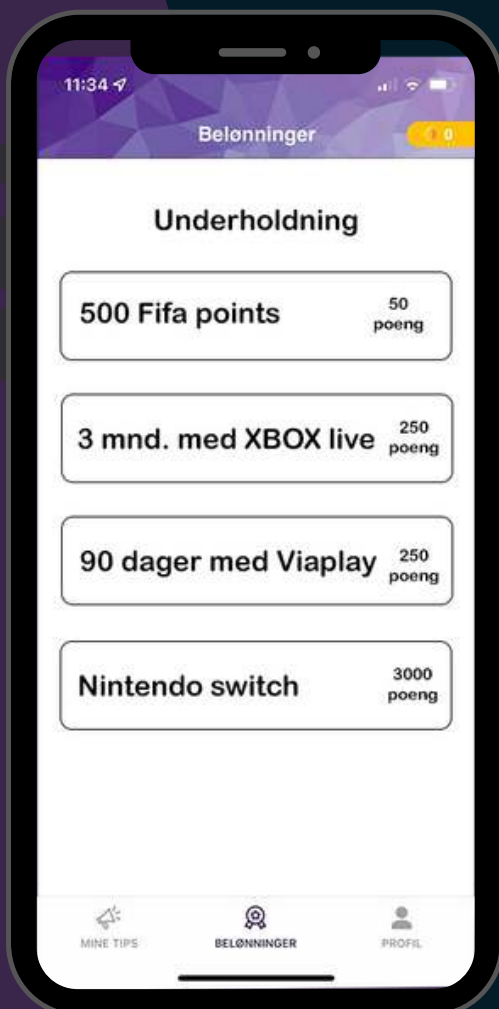 11:34
Belønninger
0
Underholdning
500 Fifa points
50
poeng
3 mnd. med XBOX live
250
poeng
90 dager med Viaplay
250
poeng
Nintendo switch
3000
poeng
MINE TIPS
BELØNNINGER
PROFIL